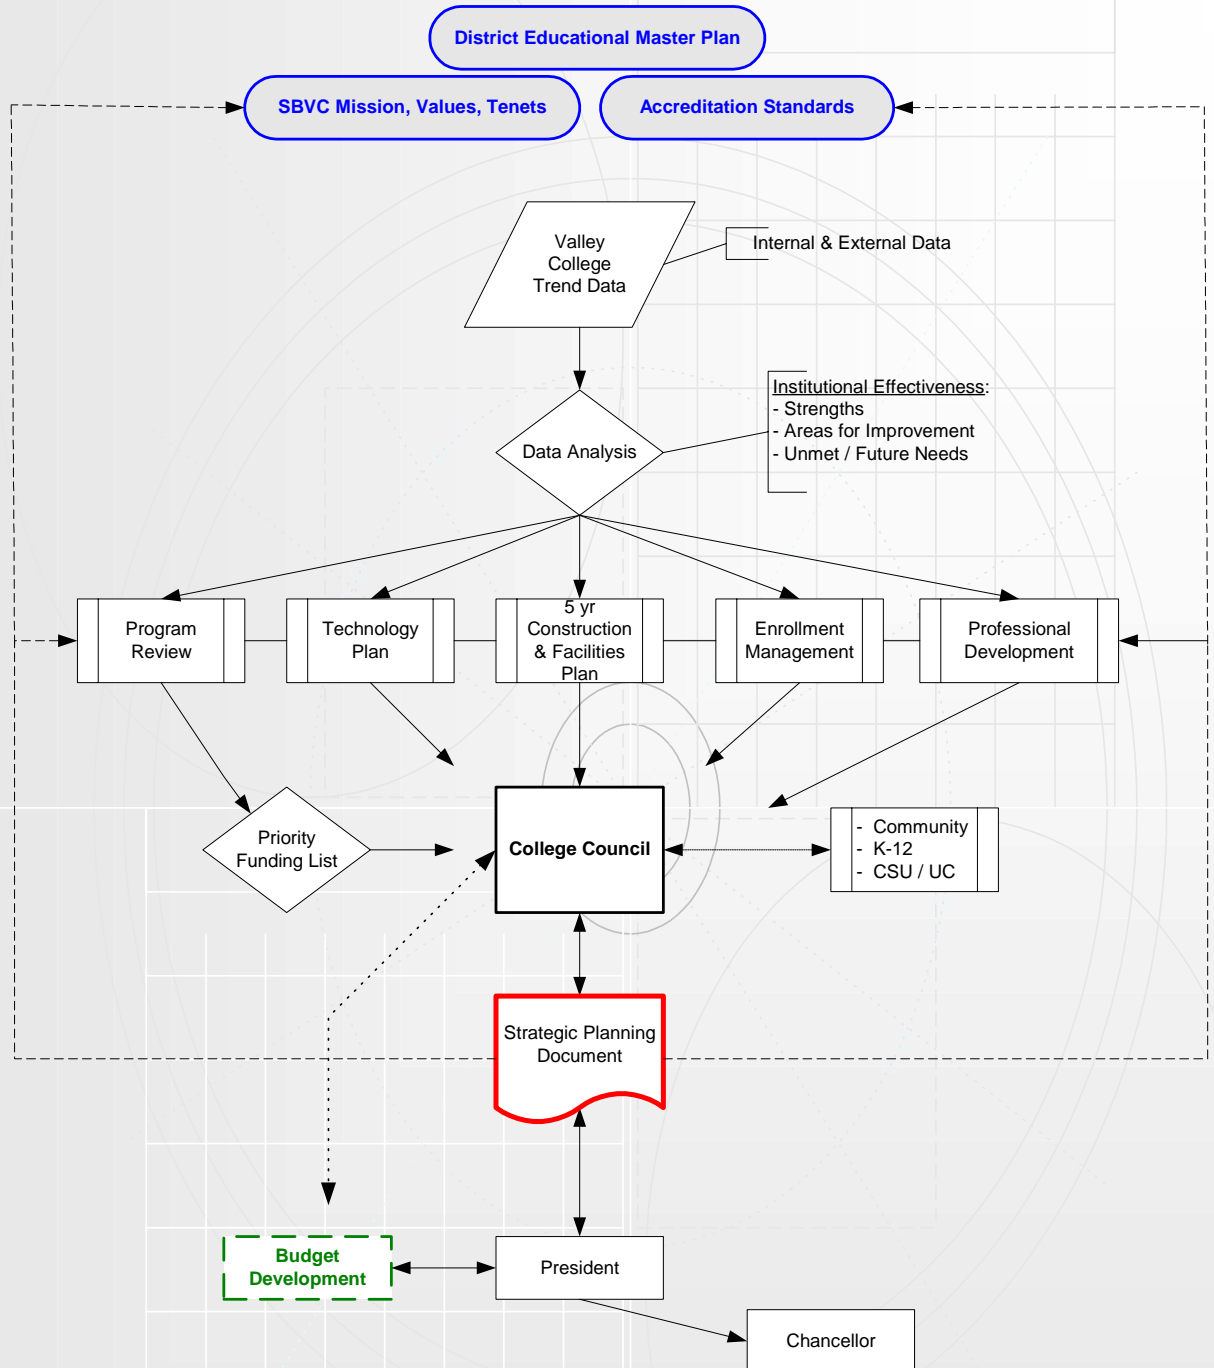 District Educational Master Plan
SBVC Mission, Values, Tenets
Accreditation Standards
Valley
College
Trend Data
Internal & External Data
Institutional Effectiveness:
- Strengths
- Areas for Improvement
- Unmet / Future Needs
Data Analysis
Program
Review
Technology
Plan
5 yr
Construction
& Facilities
Plan
Enrollment
Management
Professional
Development
Priority
Funding List
College Council
- Community
- K-12
- CSU / UC
Strategic Planning
Document
Budget
Development
President
Chancellor